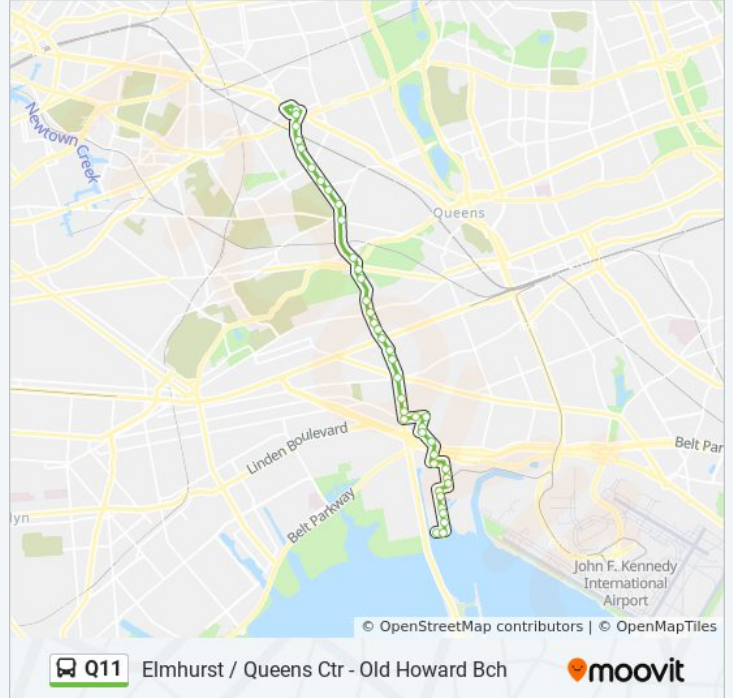 Newtown
Creek
Queens
Linden Boulevard
Belt Par
lyn
Belt Parkway
John F. Kennedy
International
Airport
© OpenStreetMap contributors | © OpenMapTiles
Q11 Elmhurst / Queens Ctr - Old Howard Bch moovit